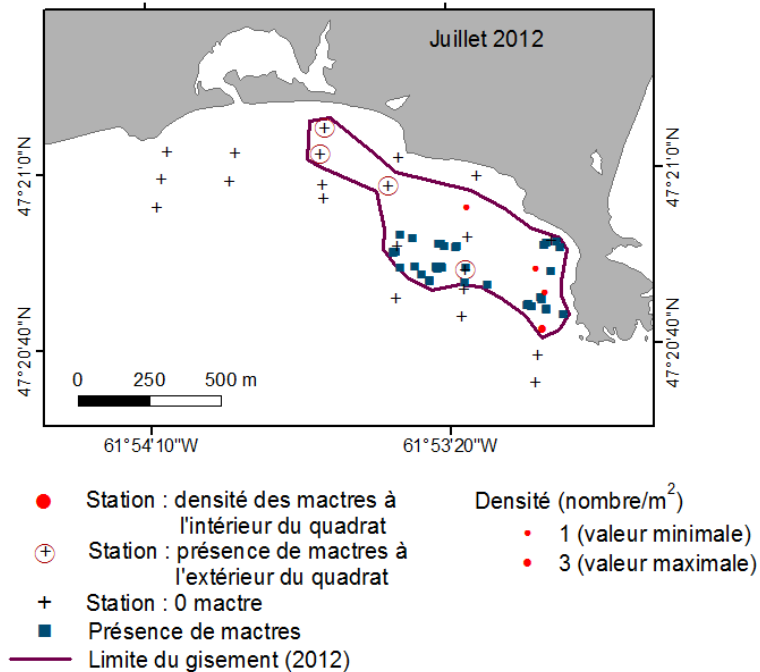 Juillet 2012
47°21'0"N
47°21'0"N
47°20'40"N
47°20'40"N
0 250 500 m
61°54'10"W 61°53'20"W
Station : densité des mactres à
l'intérieur du quadrat
Station : présence de mactres à
l'extérieur du quadrat
Station : 0 mactre
Présence de mactres
Limite du gisement (2012)
Densité (nombre/m²)
1 (valeur minimale)
3 (valeur maximale)